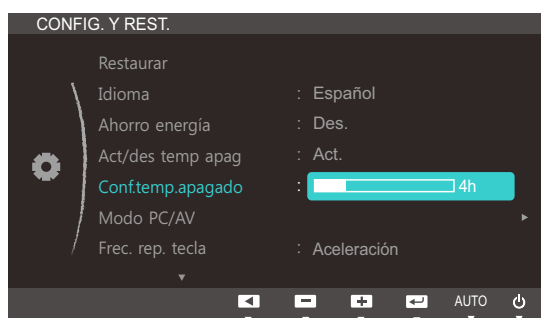 CONFIG. Y REST.
Restaurar
Idioma : Español
Ahorro energía : Des.
Act/des temp apag : Act.
Conf.temp.apagado : 4h
Modo PC/AV
Frec. rep. tecla : Aceleración
AUTO